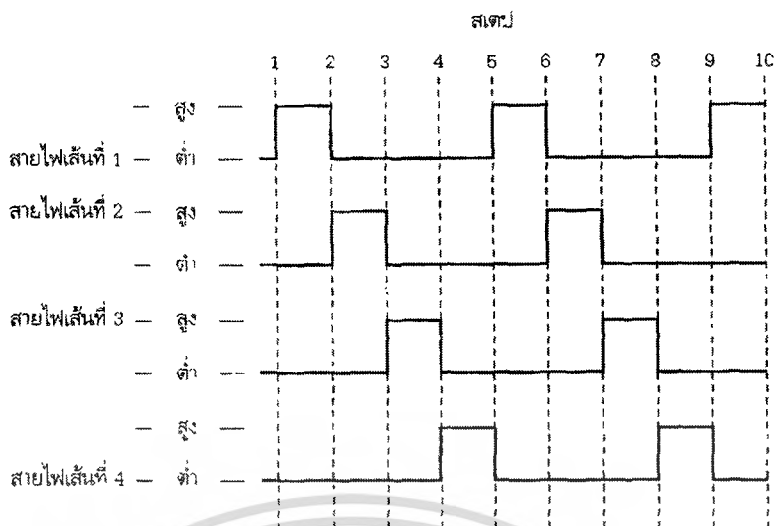 สเตป
1 2 3 4 5 6 7 8 9 10
— สูง —
สายไฟเส้นที่ 1 — ต่ำ —
สายไฟเส้นที่ 2 — สูง —
— ต่ำ —
สายไฟเส้นที่ 3 — สูง —
— ต่ำ —
— สูง —
สายไฟเส้นที่ 4 — ต่ำ —